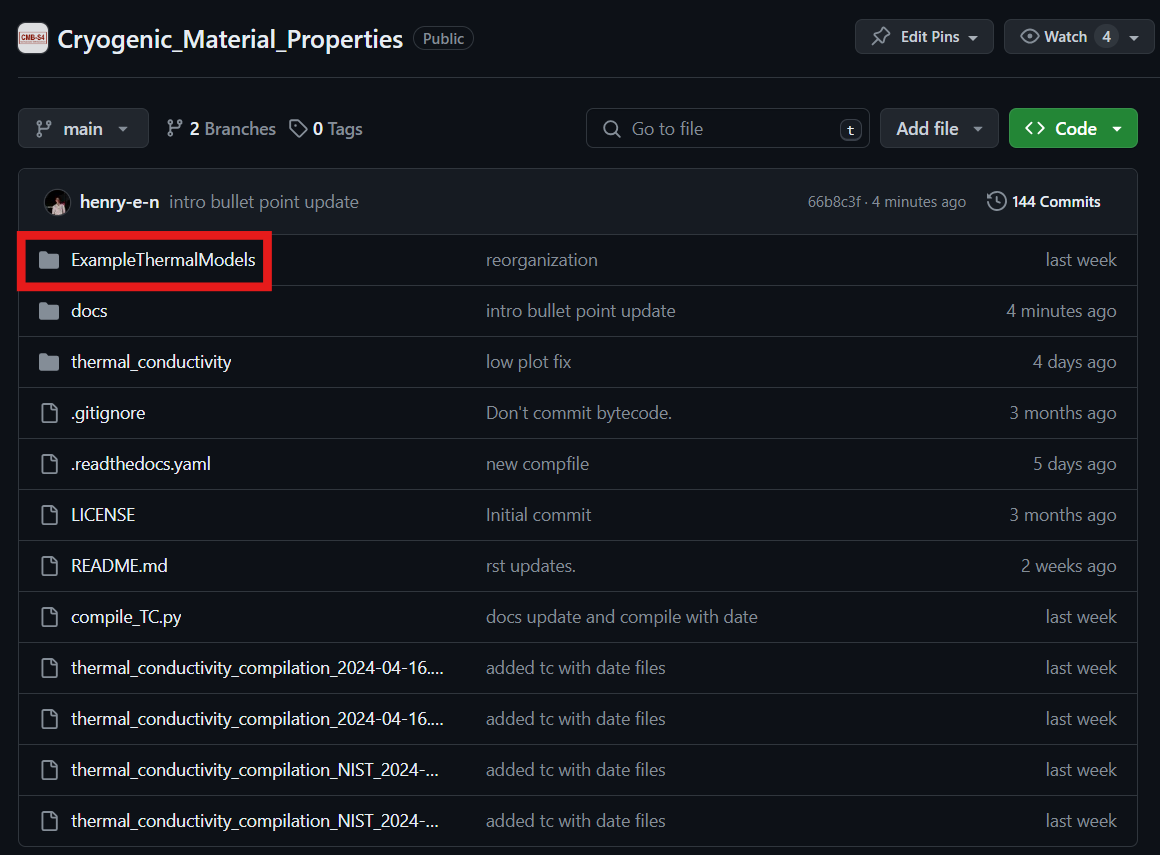 CMB-S4 Cryogenic_Material_Properties Public Edit Pins Watch 4
main 2 Branches 0 Tags Go to file t Add file Code
henry-e-n intro bullet point update 66b8c3f · 4 minutes ago 144 Commits
ExampleThermalModels reorganization last week
docs intro bullet point update 4 minutes ago
thermal_conductivity low plot fix 4 days ago
.gitignore Don't commit bytecode. 3 months ago
.readthedocs.yaml new compfile 5 days ago
LICENSE Initial commit 3 months ago
README.md rst updates. 2 weeks ago
compile_TC.py docs update and compile with date last week
thermal_conductivity_compilation_2024-04-16.... added tc with date files last week
thermal_conductivity_compilation_2024-04-16.... added tc with date files last week
thermal_conductivity_compilation_NIST_2024-... added tc with date files last week
thermal_conductivity_compilation_NIST_2024-... added tc with date files last week